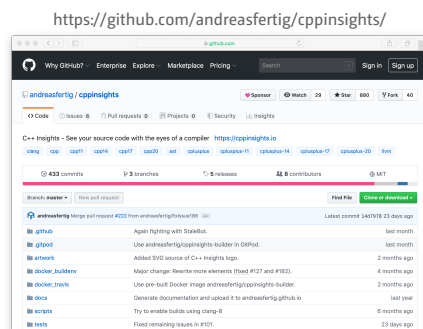 https://github.com/andreasfertig/cppinsights/
github.com
Why GitHub? Enterprise Explore Marketplace Pricing Search / Sign in Sign up
andreasfertig / cppinsights Sponsor Watch 29 Star 880 Fork 40
Code Issues 6 Pull requests 0 Projects 0 Security Insights
C++ Insights - See your source code with the eyes of a compiler https://cppinsights.io
clang cpp cpp11 cpp14 cpp17 cpp20 ast cplusplus cplusplus-11 cplusplus-14 cplusplus-17 cplusplus-20 llvm
433 commits 3 branches 5 releases 8 contributors MIT
Branch: master New pull request Find File Clone or download
andreasfertig Merge pull request #222 from andreasfertig/fixIssue188 Latest commit 14d7978 23 days ago
.github Again fighting with StaleBot. last month
.gitpod Use andreasfertig/cppinsights-builder in GitPod. last month
artwork Added SVG source of C++ Insights logo. 2 months ago
docker_builderw Major change: Rewrite more elements (fixed #127 and #182). 4 months ago
docker_travis Use pre-built Docker image andreasfertig/cppinsights-builder. 2 months ago
docs Generate documentation and upload it to andreasfertig.github.io last year
scripts Try to enable builds using clang-8 6 months ago
tests Fixed remaining issues in #101. 23 days ago